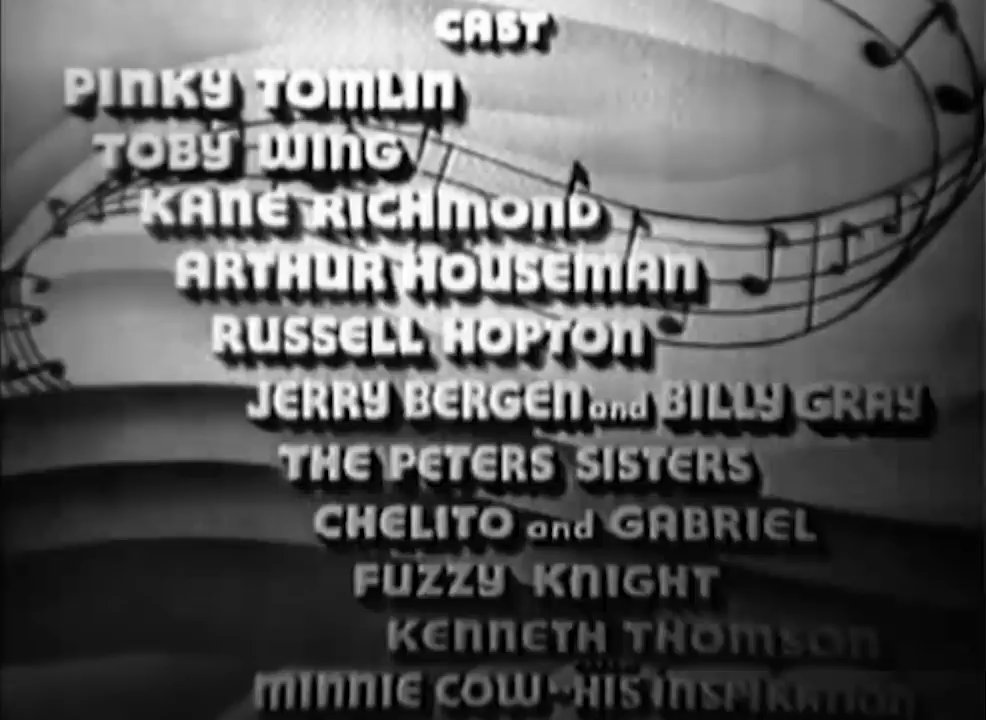 CAST
PINKY TOMLIN
TOBY WING
KANE RICHMOND
ARTHUR HOUSEMAN
RUSSELL HOPTON
JERRY BERGEN and BILLY GRAY
THE PETERS SISTERS
CHELITO and GABRIEL
FUZZY KNIGHT
KENNETH THOMSON
MINNIE COW - HIS INSPIRATION